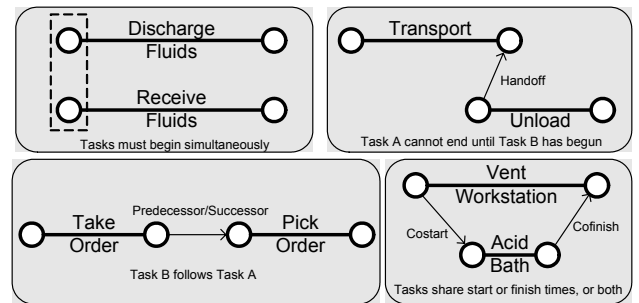 Discharge
Fluids
Receive
Fluids
Tasks must begin simultaneously
Transport
Handoff
Unload
Task A cannot end until Task B has begun
Take
Order
Predecessor/Successor
Pick
Order
Task B follows Task A
Vent
Workstation
Costart
Cofinish
Acid
Bath
Tasks share start or finish times, or both